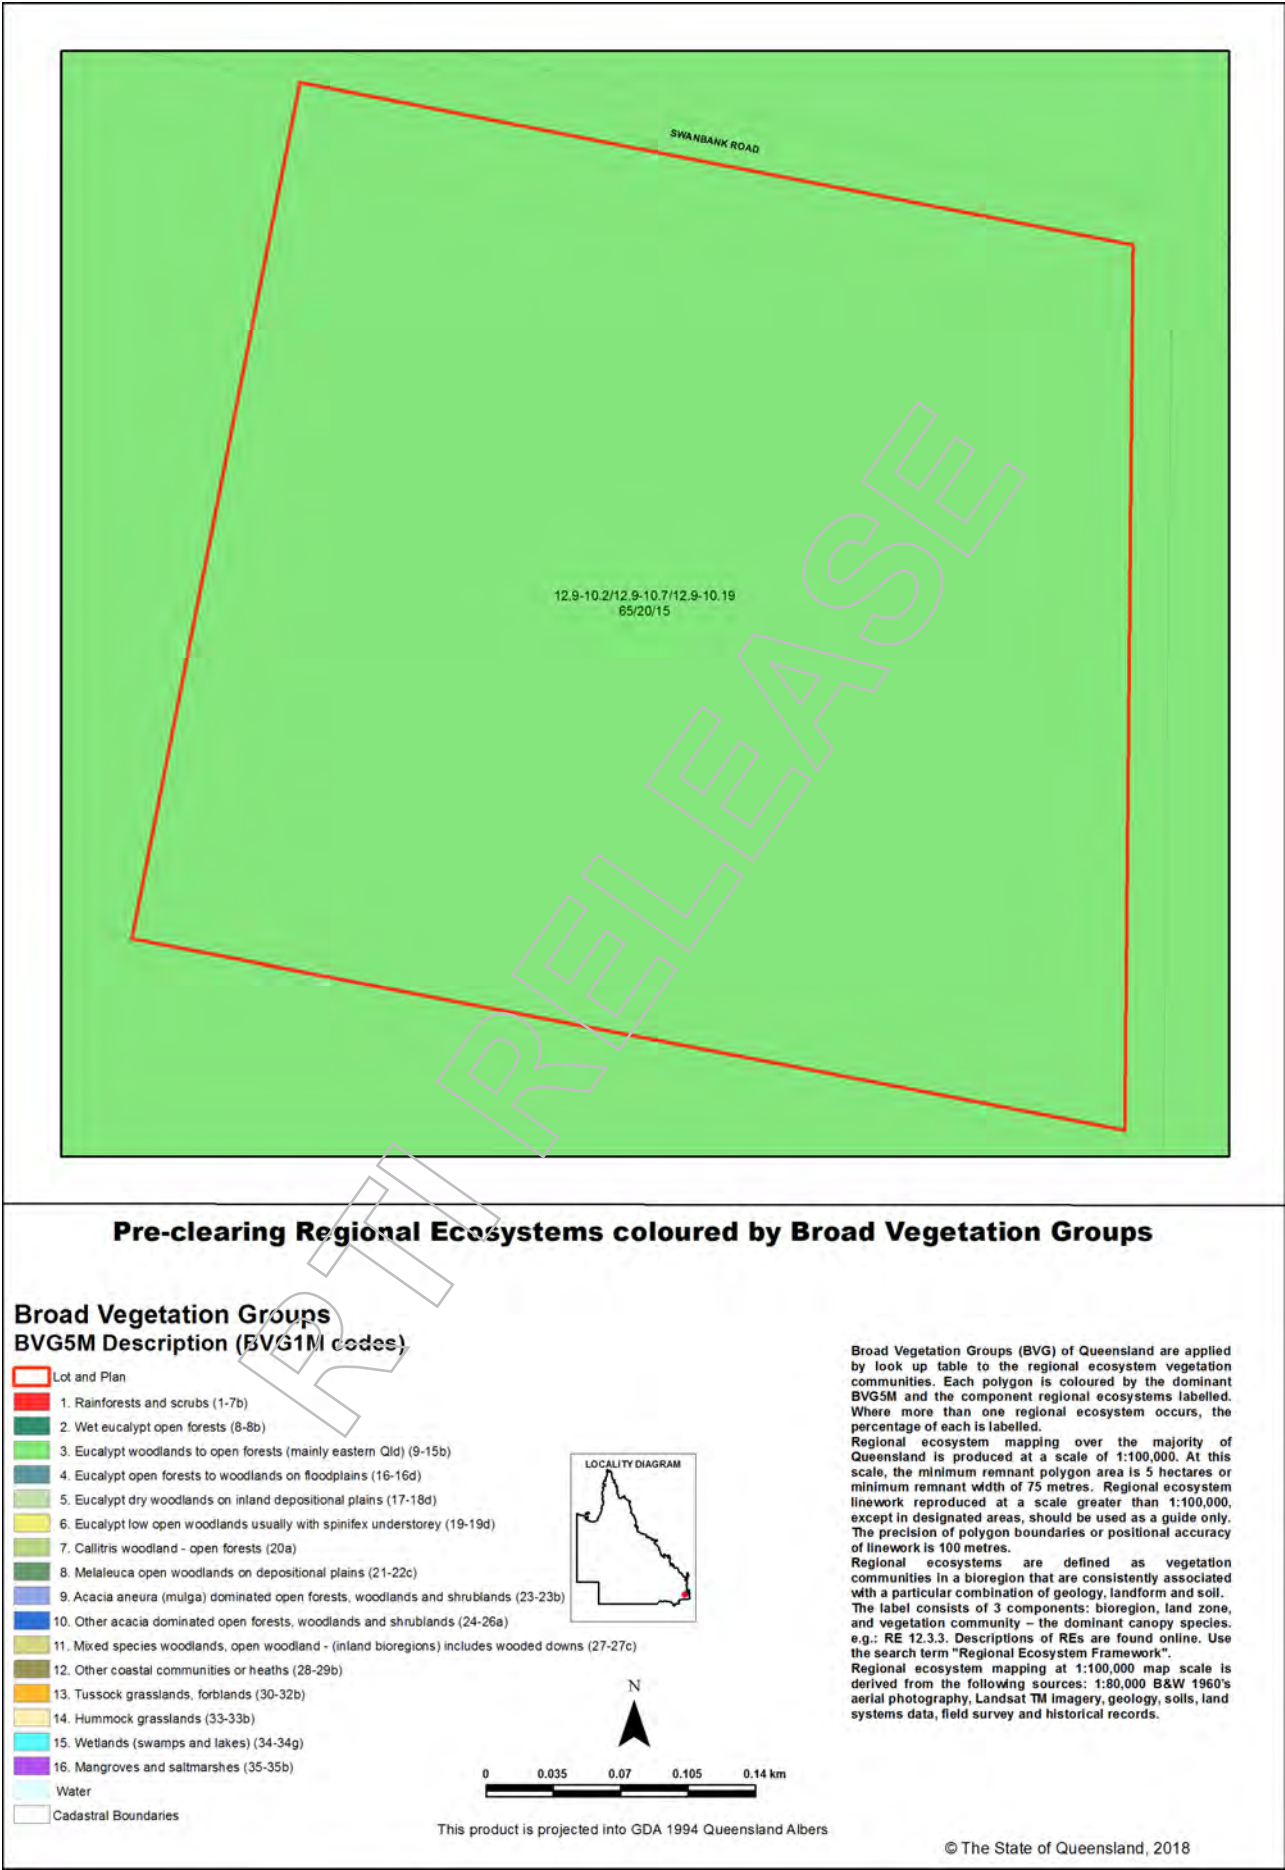 SWANBANK ROAD
12.9-10.2/12.9-10.7/12.9-10.19
65/20/15
RTI RELEASE
Pre-clearing Regional Ecosystems coloured by Broad Vegetation Groups
Broad Vegetation Groups
BVG5M Description (BVG1M codes)
Lot and Plan
1. Rainforests and scrubs (1-7b)
2. Wet eucalypt open forests (8-8b)
3. Eucalypt woodlands to open forests (mainly eastern Qld) (9-15b)
4. Eucalypt open forests to woodlands on floodplains (16-16d)
5. Eucalypt dry woodlands on inland depositional plains (17-18d)
6. Eucalypt low open woodlands usually with spinifex understorey (19-19d)
7. Callitris woodland - open forests (20a)
8. Melaleuca open woodlands on depositional plains (21-22c)
9. Acacia aneura (mulga) dominated open forests, woodlands and shrublands (23-23b)
10. Other acacia dominated open forests, woodlands and shrublands (24-26a)
11. Mixed species woodlands, open woodland - (inland bioregions) includes wooded downs (27-27c)
12. Other coastal communities or heaths (28-29b)
13. Tussock grasslands, forblands (30-32b)
14. Hummock grasslands (33-33b)
15. Wetlands (swamps and lakes) (34-34g)
16. Mangroves and saltmarshes (35-35b)
Water
Cadastral Boundaries
LOCALITY DIAGRAM
N
0 0.035 0.07 0.105 0.14 km
This product is projected into GDA 1994 Queensland Albers
Broad Vegetation Groups (BVG) of Queensland are applied
by look up table to the regional ecosystem vegetation
communities. Each polygon is coloured by the dominant
BVG5M and the component regional ecosystems labelled.
Where more than one regional ecosystem occurs, the
percentage of each is labelled.
Regional ecosystem mapping over the majority of
Queensland is produced at a scale of 1:100,000. At this
scale, the minimum remnant polygon area is 5 hectares or
minimum remnant width of 75 metres. Regional ecosystem
linework reproduced at a scale greater than 1:100,000,
except in designated areas, should be used as a guide only.
The precision of polygon boundaries or positional accuracy
of linework is 100 metres.
Regional ecosystems are defined as vegetation
communities in a bioregion that are consistently associated
with a particular combination of geology, landform and soil.
The label consists of 3 components: bioregion, land zone,
and vegetation community – the dominant canopy species.
e.g.: RE 12.3.3. Descriptions of REs are found online. Use
the search term "Regional Ecosystem Framework".
Regional ecosystem mapping at 1:100,000 map scale is
derived from the following sources: 1:80,000 B&W 1960's
aerial photography, Landsat TM imagery, geology, soils, land
systems data, field survey and historical records.
© The State of Queensland, 2018